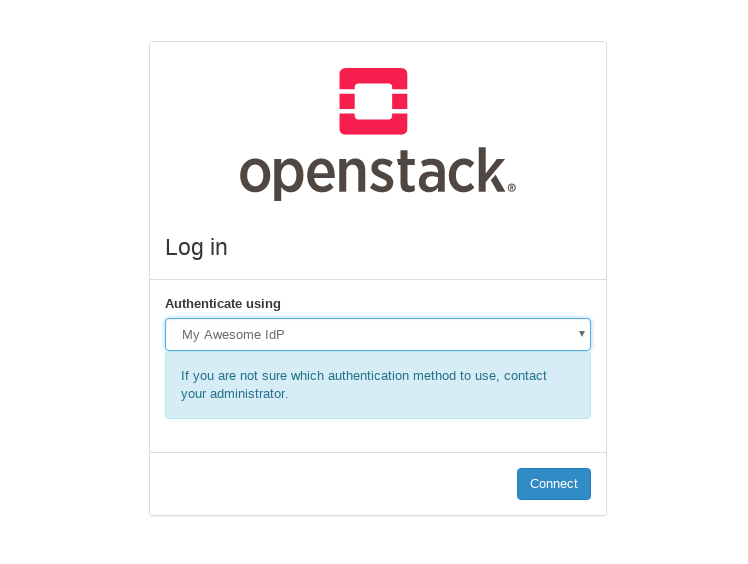 openstack®
Log in
Authenticate using
My Awesome IdP
If you are not sure which authentication method to use, contact
your administrator.
Connect